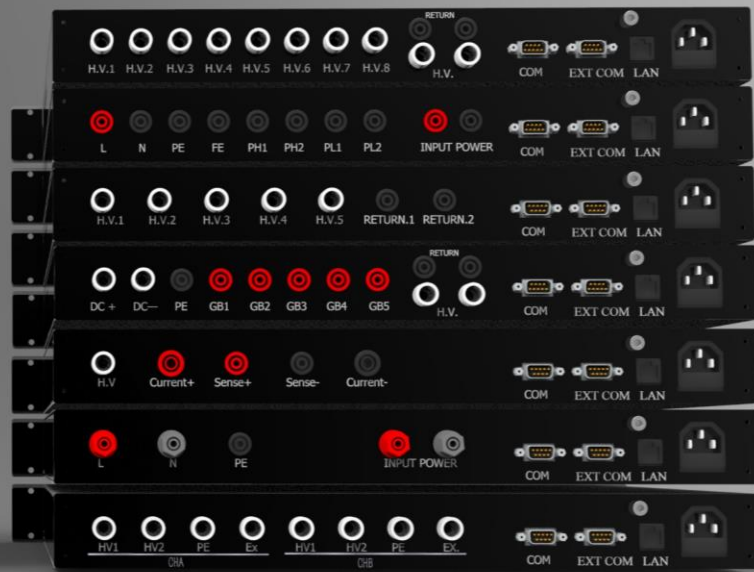 RETURN
H.V.1 H.V.2 H.V.3 H.V.4 H.V.5 H.V.6 H.V.7 H.V.8 H.V. COM EXT COM LAN
L N PE FE PH1 PH2 PL1 PL2 INPUT POWER COM EXT COM LAN
H.V.1 H.V.2 H.V.3 H.V.4 H.V.5 RETURN.1 RETURN.2 COM EXT COM LAN
RETURN
DC + DC— PE GB1 GB2 GB3 GB4 GB5 H.V. COM EXT COM LAN
H.V Current+ Sense+ Sense- Current- COM EXT COM LAN
L N PE INPUT POWER COM EXT COM LAN
HV1 HV2 PE Ex HV1 HV2 PE EX. COM EXT COM LAN
CHA CHB